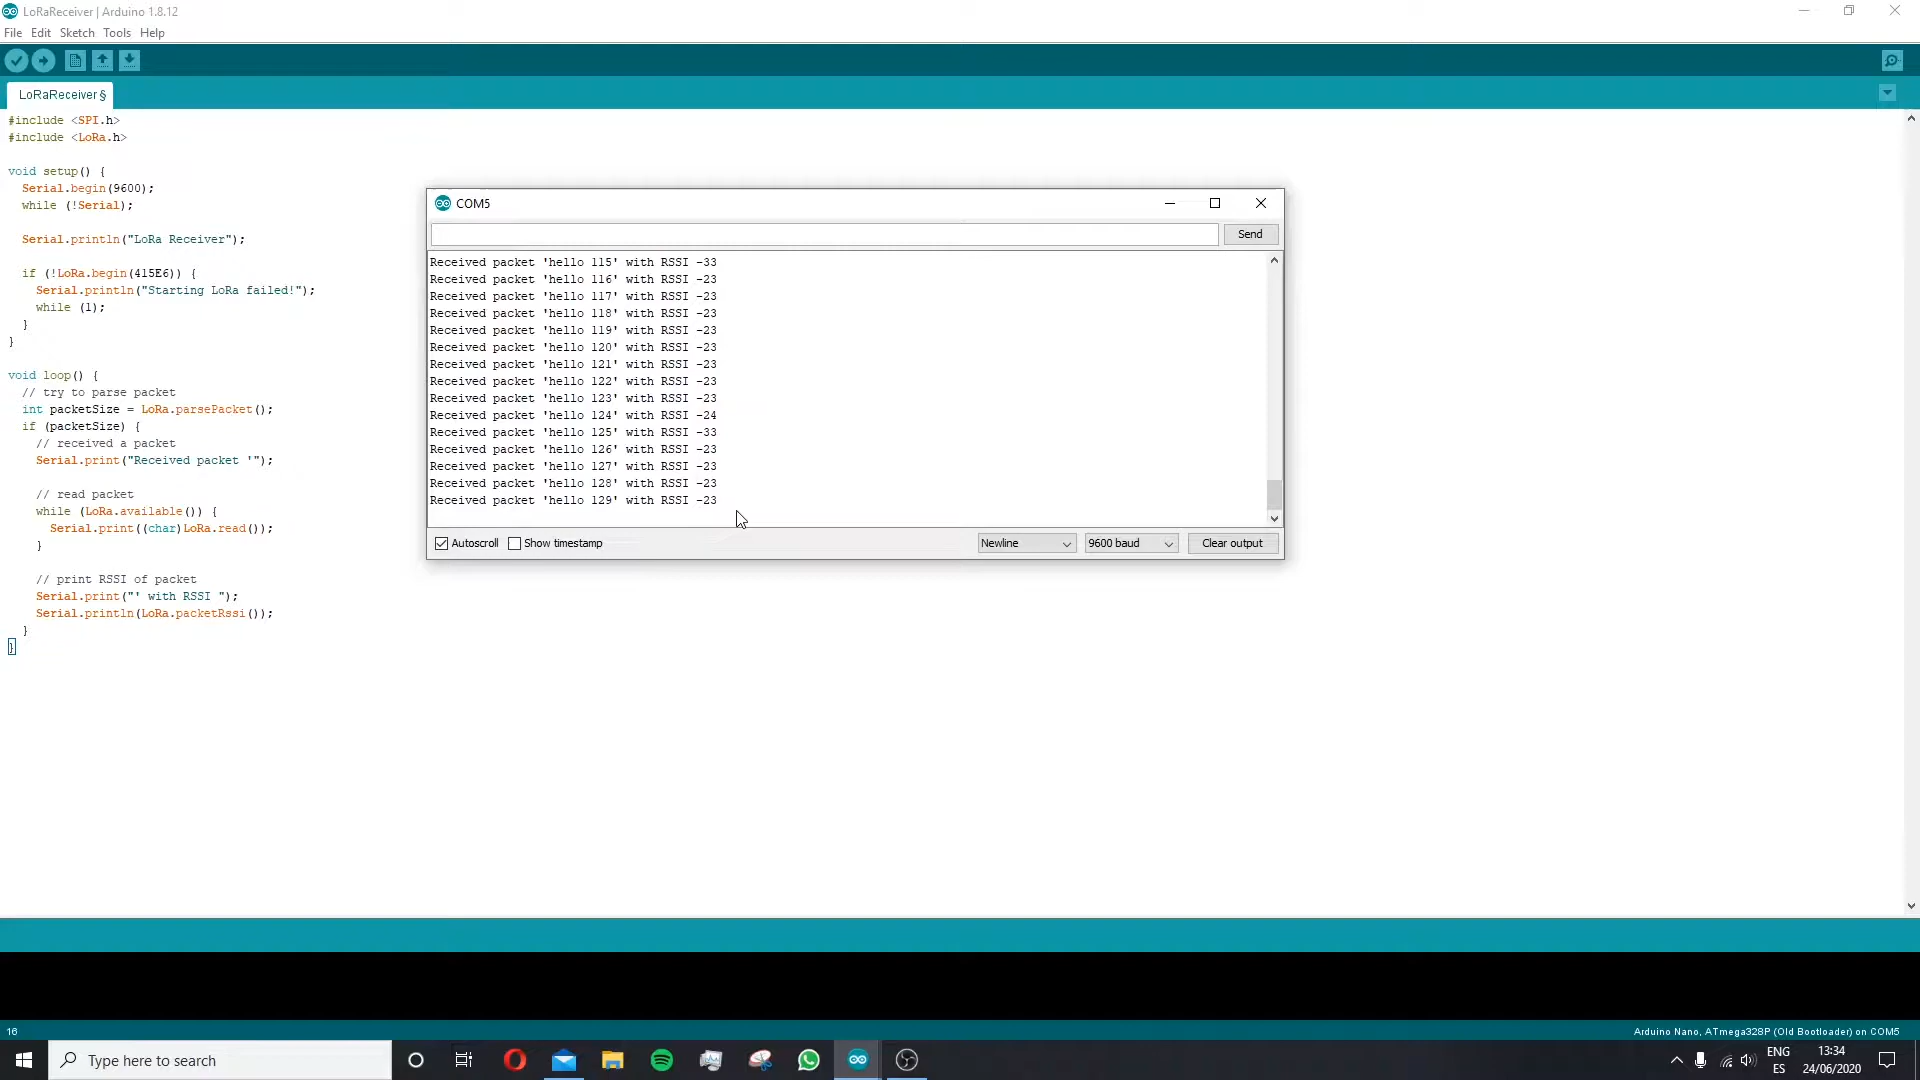 LoRaReceiver | Arduino 1.8.12
File Edit Sketch Tools Help
LoRaReceiver §
#include <SPI.h>
#include <LoRa.h>
void setup() {
  Serial.begin(9600);
  while (!Serial);
  Serial.println("LoRa Receiver");
  if (!LoRa.begin(415E6)) {
    Serial.println("Starting LoRa failed!");
    while (1);
  }
}
void loop() {
  // try to parse packet
  int packetSize = LoRa.parsePacket();
  if (packetSize) {
    // received a packet
    Serial.print("Received packet '");
    // read packet
    while (LoRa.available()) {
      Serial.print((char)LoRa.read());
    }
    // print RSSI of packet
    Serial.print("' with RSSI ");
    Serial.println(LoRa.packetRssi());
  }
}
COM5
Send
Received packet 'hello 115' with RSSI -33
Received packet 'hello 116' with RSSI -23
Received packet 'hello 117' with RSSI -23
Received packet 'hello 118' with RSSI -23
Received packet 'hello 119' with RSSI -23
Received packet 'hello 120' with RSSI -23
Received packet 'hello 121' with RSSI -23
Received packet 'hello 122' with RSSI -23
Received packet 'hello 123' with RSSI -23
Received packet 'hello 124' with RSSI -24
Received packet 'hello 125' with RSSI -33
Received packet 'hello 126' with RSSI -23
Received packet 'hello 127' with RSSI -23
Received packet 'hello 128' with RSSI -23
Received packet 'hello 129' with RSSI -23
Autoscroll Show timestamp Newline 9600 baud Clear output
16 Arduino Nano, ATmega328P (Old Bootloader) on COM5
Type here to search
ENG 13:34
ES 24/06/2020